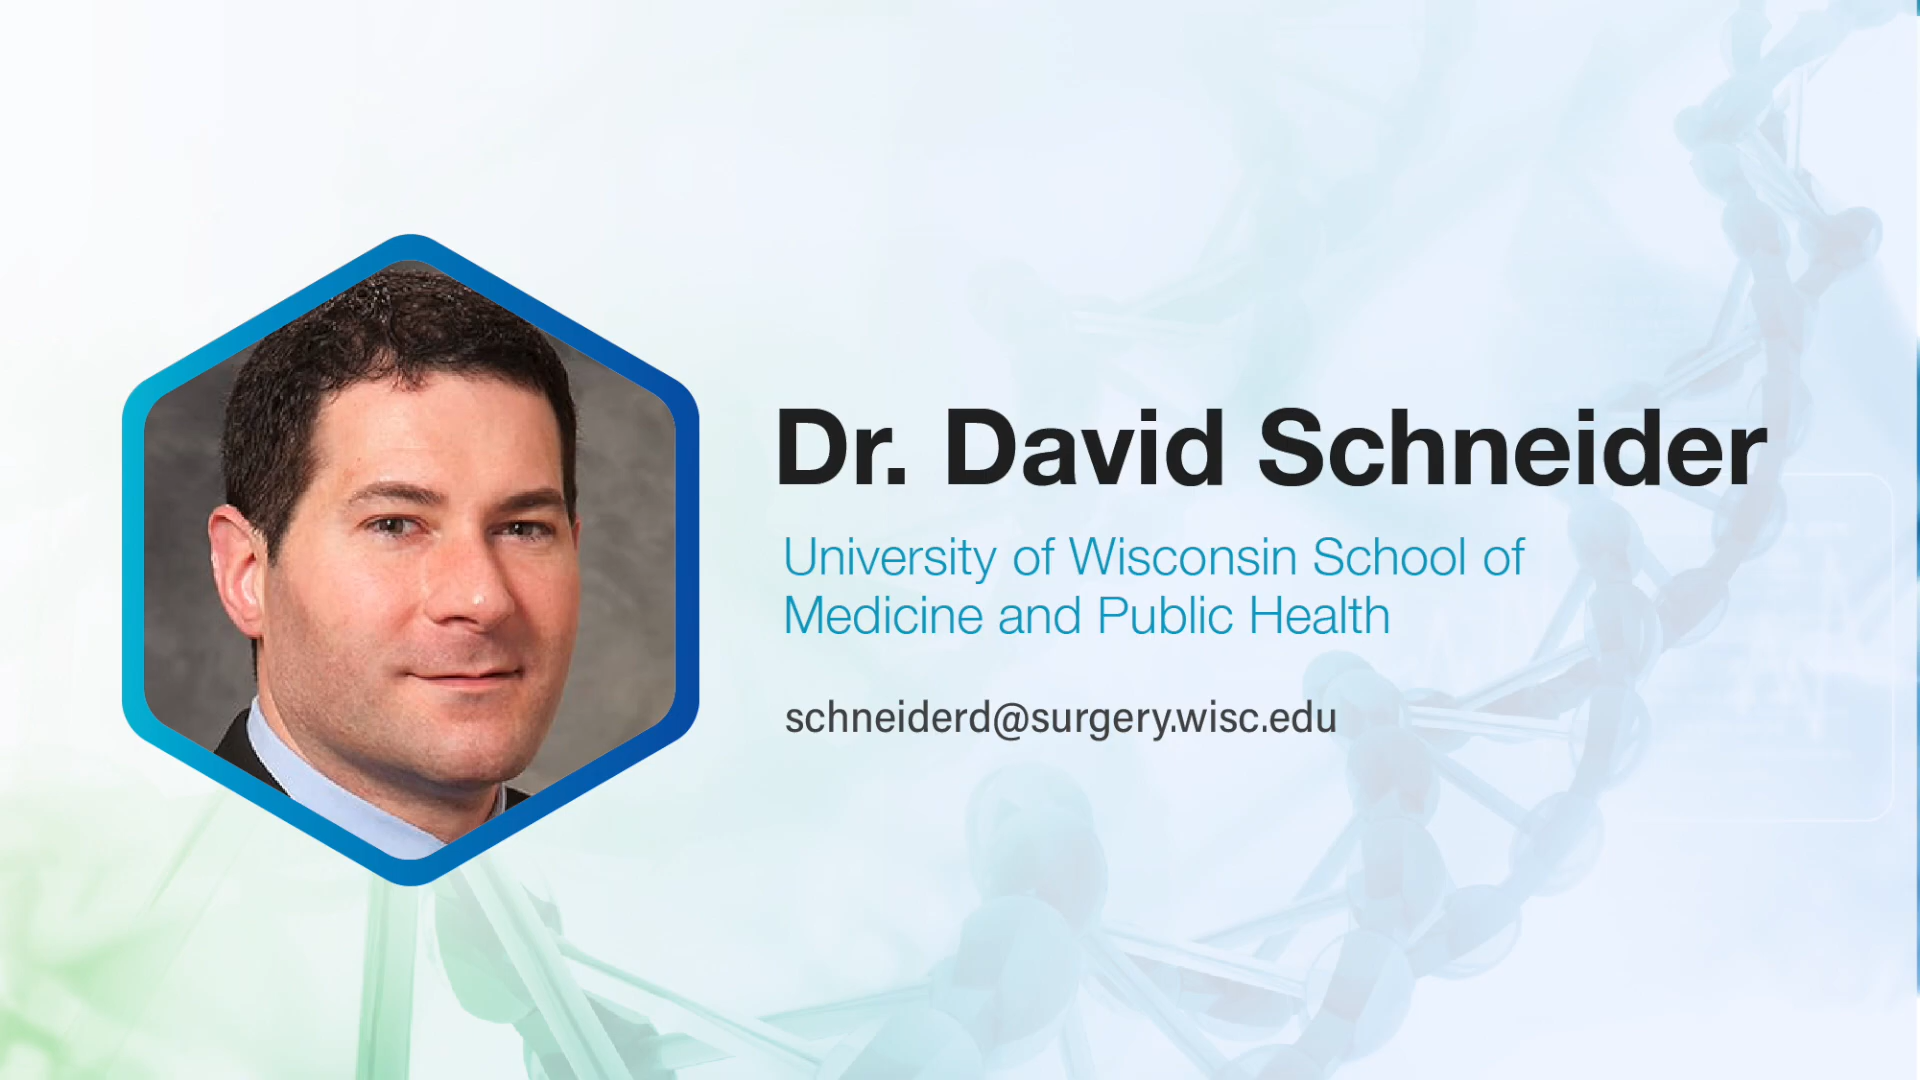 Dr. David Schneider
University of Wisconsin School of
Medicine and Public Health
schneiderd@surgery.wisc.edu